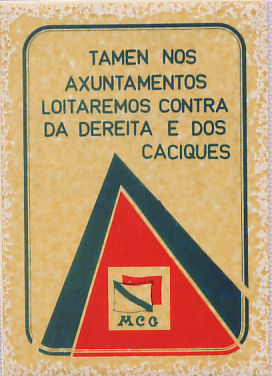 TAMEN NOS
AXUNTAMENTOS
LOITAREMOS CONTRA
DA DEREITA E DOS
CACIQUES
MCG